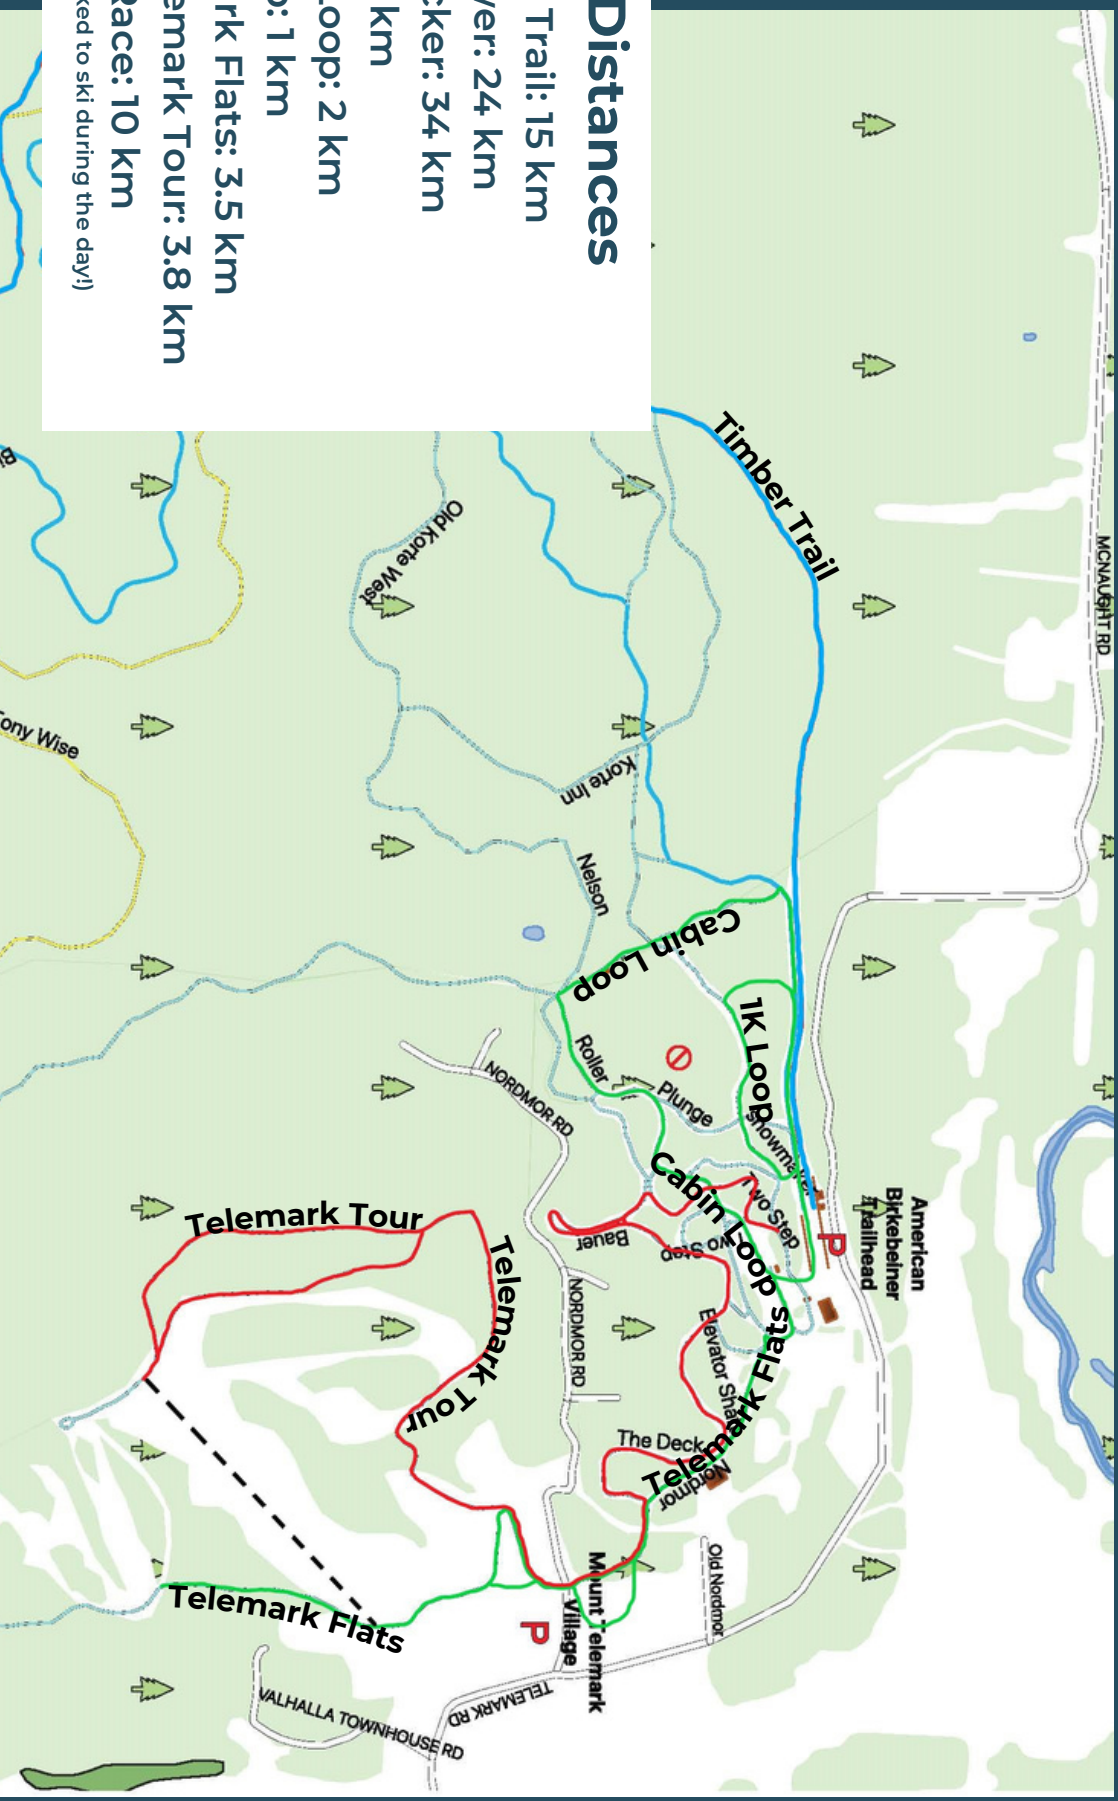 Distances
Trail: 15 km
yer: 24 km
cker: 34 km
km
Loop: 2 km
p: 1 km
rk Flats: 3.5 km
emark Tour: 3.8 km
Race: 10 km
ked to ski during the day!)
MCNAUGHT RD
Timber Trail
Old Korte West
Korte Inn
Tony Wise
Nelson
Cabin Loop
1K Loop
Roller
Plunge
Snowmaker
NORDMOR RD
Cabin Loop
Two Step
Two Step
Bauer
American
Birkebeiner
Trailhead
P
Telemark Tour
Telemark Tour
NORDMOR RD
Elevator Shaft
Telemark Flats
The Deck
Nordmor
Old Nordmor
Mount Telemark
Village
P
Telemark Flats
TELEMARK RD
VALHALLA TOWNHOUSE RD